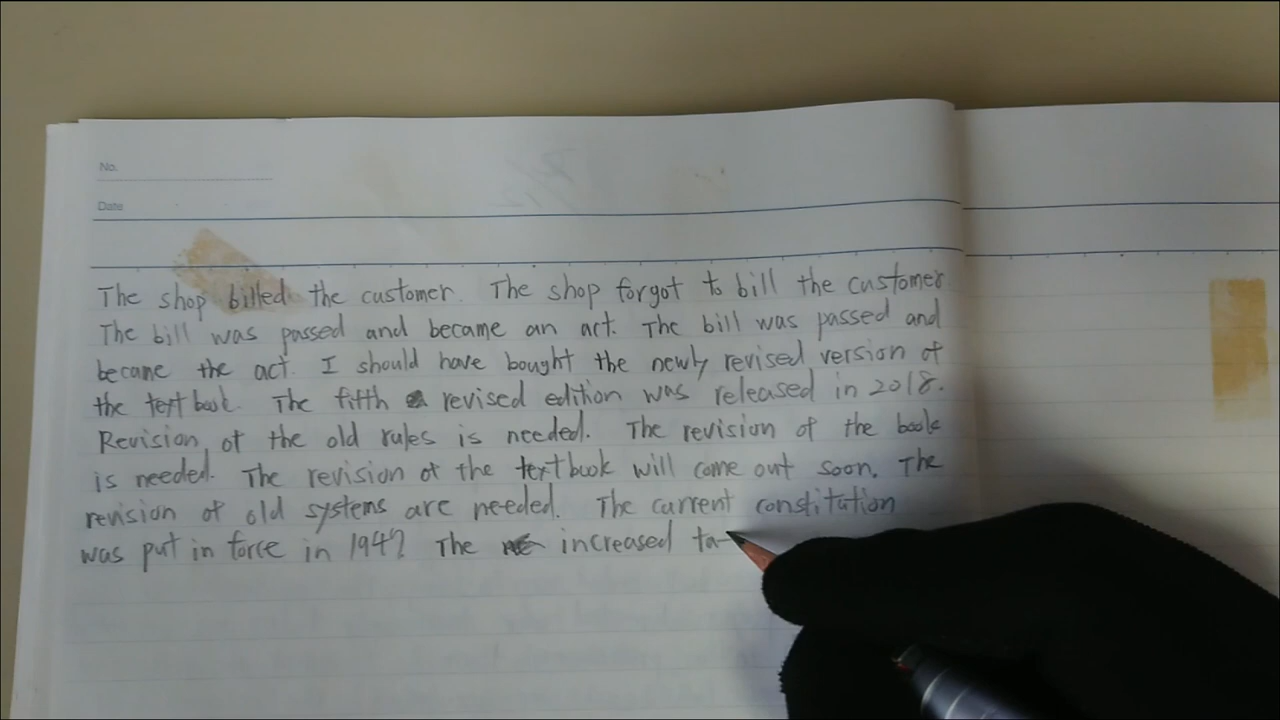 No.
Date
The shop billed the customer. The shop forgot to bill the customer
The bill was passed and became an act. The bill was passed and
became the act. I should have bought the newly revised version of
the textbook. The fifth revised edition was released in 2018.
Revision of the old rules is needed. The revision of the book
is needed. The revision of the textbook will come out soon. The
revision of old systems are needed. The current constitution
was put in force in 1947 The increased ta